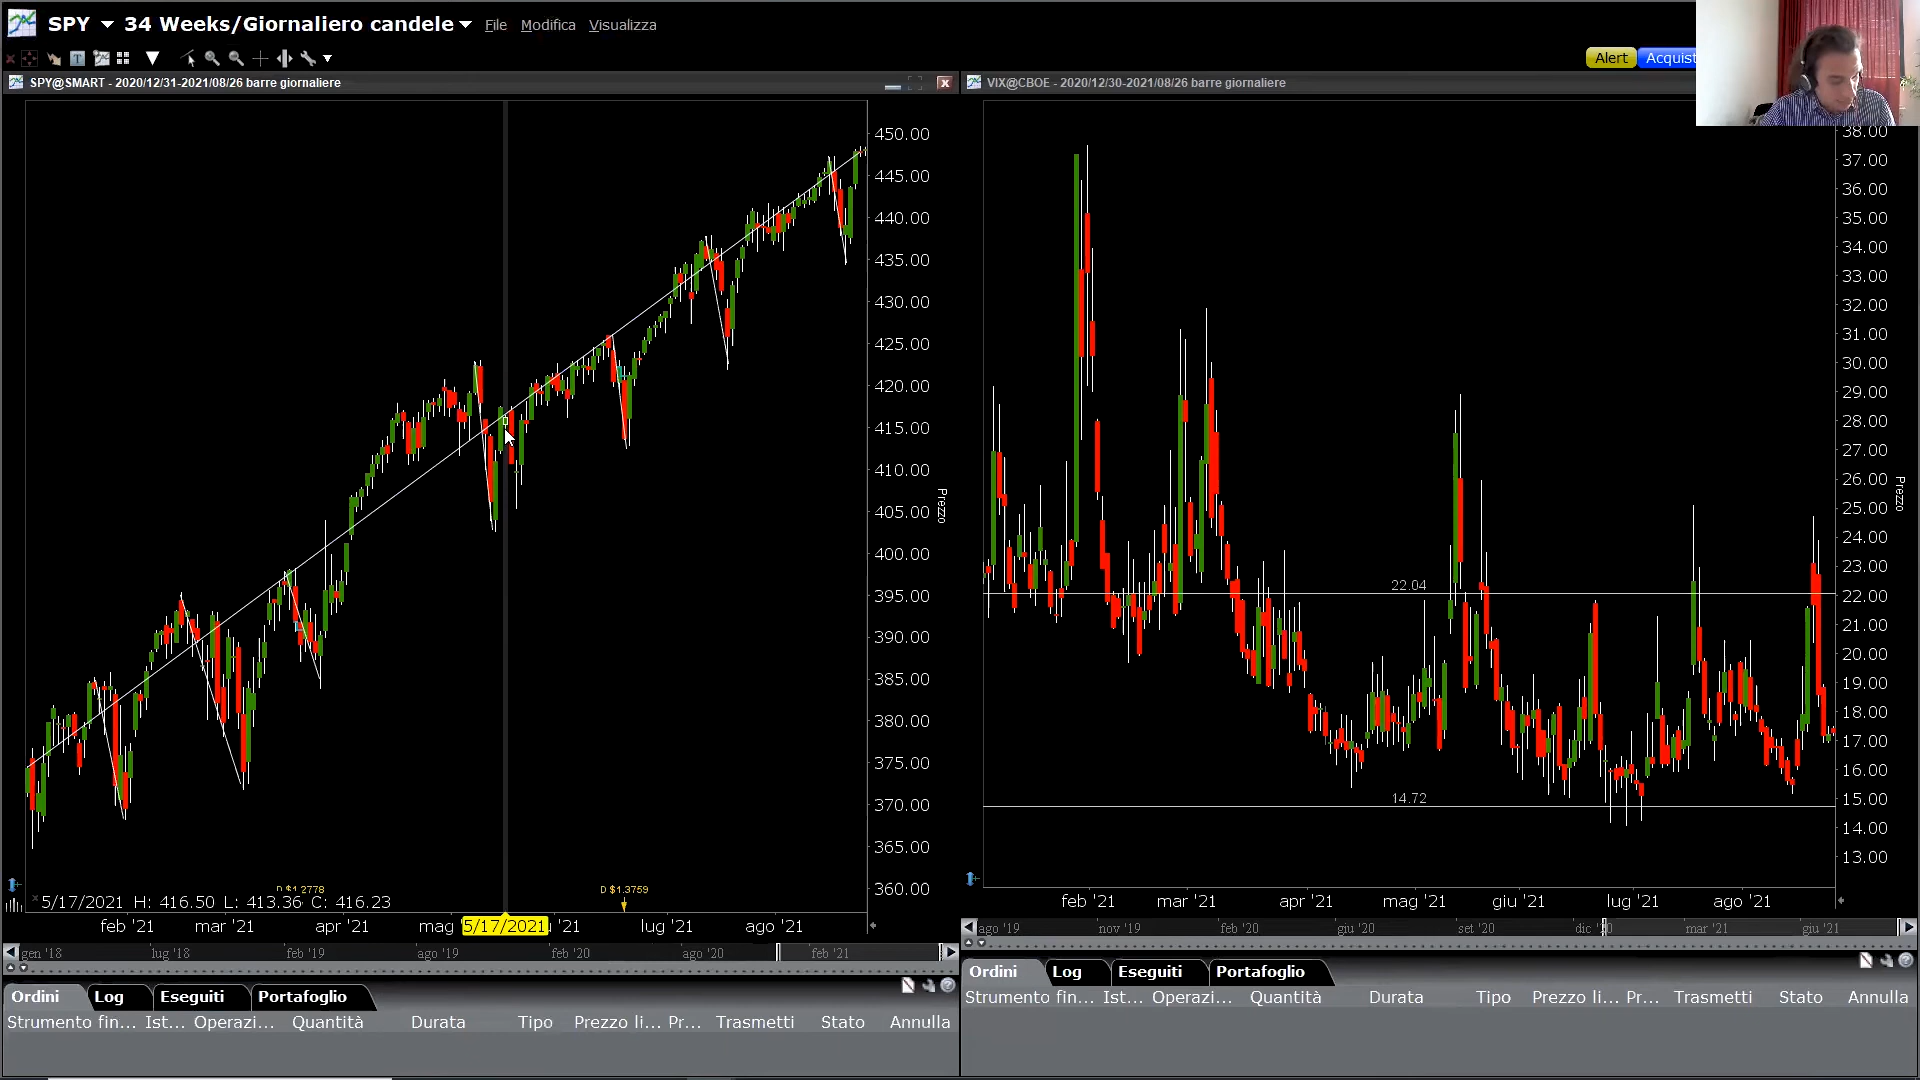 SPY 34 Weeks/Giornaliero candele File Modifica Visualizza
Alert Acquist
SPY@SMART - 2020/12/31-2021/08/26 barre giornaliere
450.00
445.00
440.00
435.00
430.00
425.00
420.00
415.00
410.00
405.00
400.00
395.00
390.00
385.00
380.00
375.00
370.00
365.00
360.00
Prezzo
D $1.2778
D $1.3759
5/17/2021 H: 416.50 L: 413.36 C: 416.23
feb '21 mar '21 apr '21 mag 5/17/2021 '21 lug '21 ago '21
gen '18 lug '18 feb '19 ago '19 feb '20 ago '20 feb '21
Ordini Log Eseguiti Portafoglio
Strumento fin... Ist... Operazi... Quantità Durata Tipo Prezzo li... Pr... Trasmetti Stato Annulla
VIX@CBOE - 2020/12/30-2021/08/26 barre giornaliere
38.00
37.00
36.00
35.00
34.00
33.00
32.00
31.00
30.00
29.00
28.00
27.00
26.00
25.00
24.00
23.00
22.00
21.00
20.00
19.00
18.00
17.00
16.00
15.00
14.00
13.00
Prezzo
22.04
14.72
feb '21 mar '21 apr '21 mag '21 giu '21 lug '21 ago '21
ago '19 nov '19 feb '20 giu '20 set '20 dic mar '21 giu '21
Ordini Log Eseguiti Portafoglio
Strumento fin... Ist... Operazi... Quantità Durata Tipo Prezzo li... Pr... Trasmetti Stato Annulla